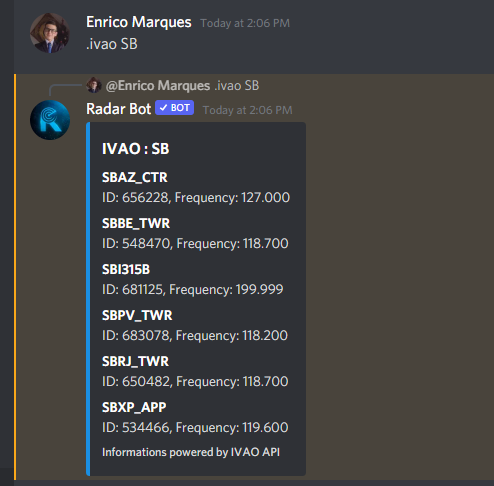 Enrico Marques Today at 2:06 PM
.ivao SB
@Enrico Marques .ivao SB
Radar Bot ✓ BOT Today at 2:06 PM
IVAO : SB
SBAZ_CTR
ID: 656228, Frequency: 127.000
SBBE_TWR
ID: 548470, Frequency: 118.700
SBI315B
ID: 681125, Frequency: 199.999
SBPV_TWR
ID: 683078, Frequency: 118.200
SBRJ_TWR
ID: 650482, Frequency: 118.700
SBXP_APP
ID: 534466, Frequency: 119.600
Informations powered by IVAO API